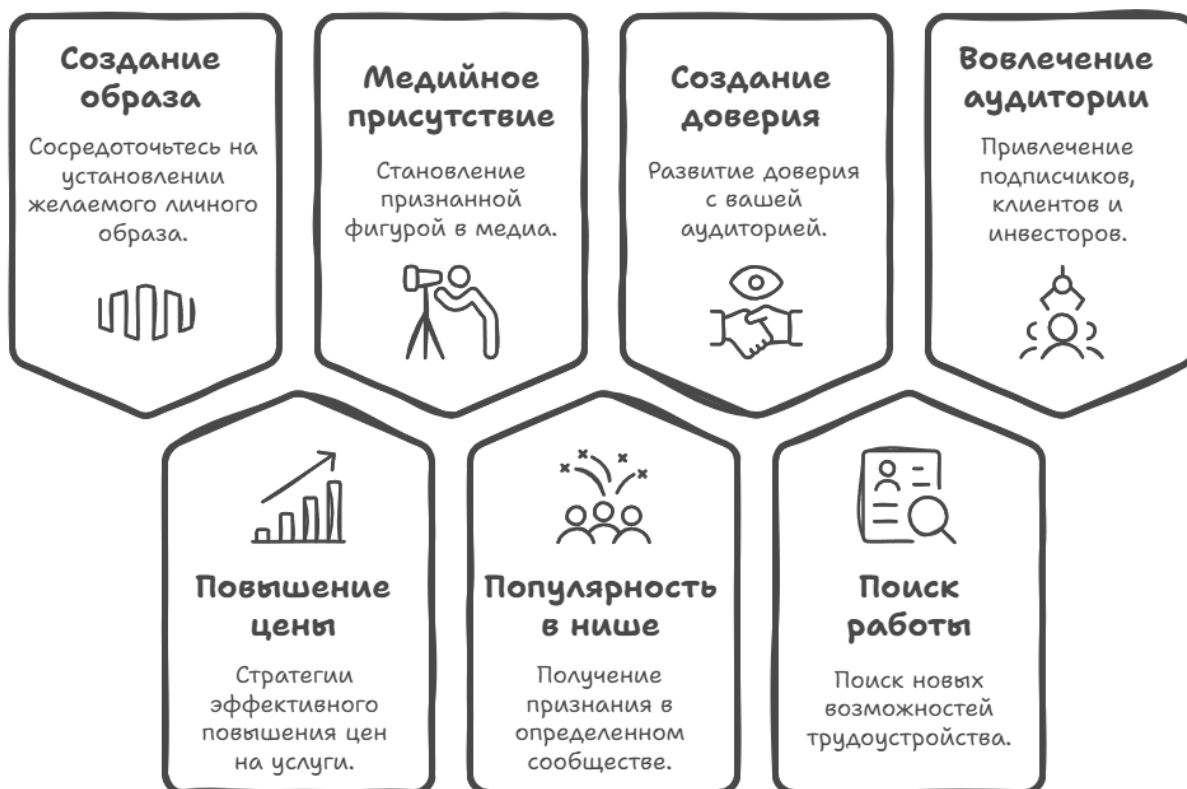 Создание
образа
Сосредоточьтесь на
установлении
желаемого личного
образа.
Медийное
присутствие
Становление
признанной
фигурой в медиа.
Создание
доверия
Развитие доверия
с вашей
аудиторией.
Вовлечение
аудитории
Привлечение
подписчиков,
клиентов и
инвесторов.
Повышение
цены
Стратегии
эффективного
повышения цен
на услуги.
Популярность
в нише
Получение
признания в
определенном
сообществе.
Поиск
работы
Поиск новых
возможностей
трудоустройства.